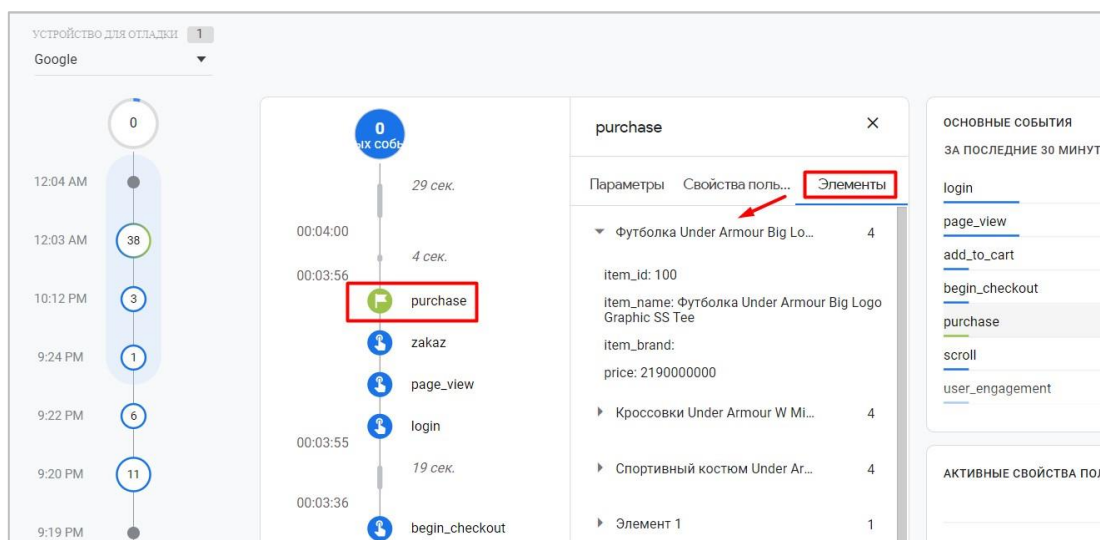 УСТРОЙСТВО ДЛЯ ОТЛАДКИ 1
Google
0
12:04 AM
12:03 AM 38
10:12 PM 3
9:24 PM 1
9:22 PM 6
9:20 PM 11
9:19 PM
0
ых собы
29 сек.
00:04:00
4 сек.
00:03:56
purchase
zakaz
page_view
login
00:03:55
19 сек.
00:03:36
begin_checkout
purchase
Параметры Свойства поль... Элементы
Футболка Under Armour Big Lo... 4
item_id: 100
item_name: Футболка Under Armour Big Logo
Graphic SS Tee
item_brand:
price: 2190000000
Кроссовки Under Armour W Mi... 4
Спортивный костюм Under Ar... 4
Элемент 1 1
ОСНОВНЫЕ СОБЫТИЯ
ЗА ПОСЛЕДНИЕ 30 МИНУТ
login
page_view
add_to_cart
begin_checkout
purchase
scroll
user_engagement
АКТИВНЫЕ СВОЙСТВА ПОЛ